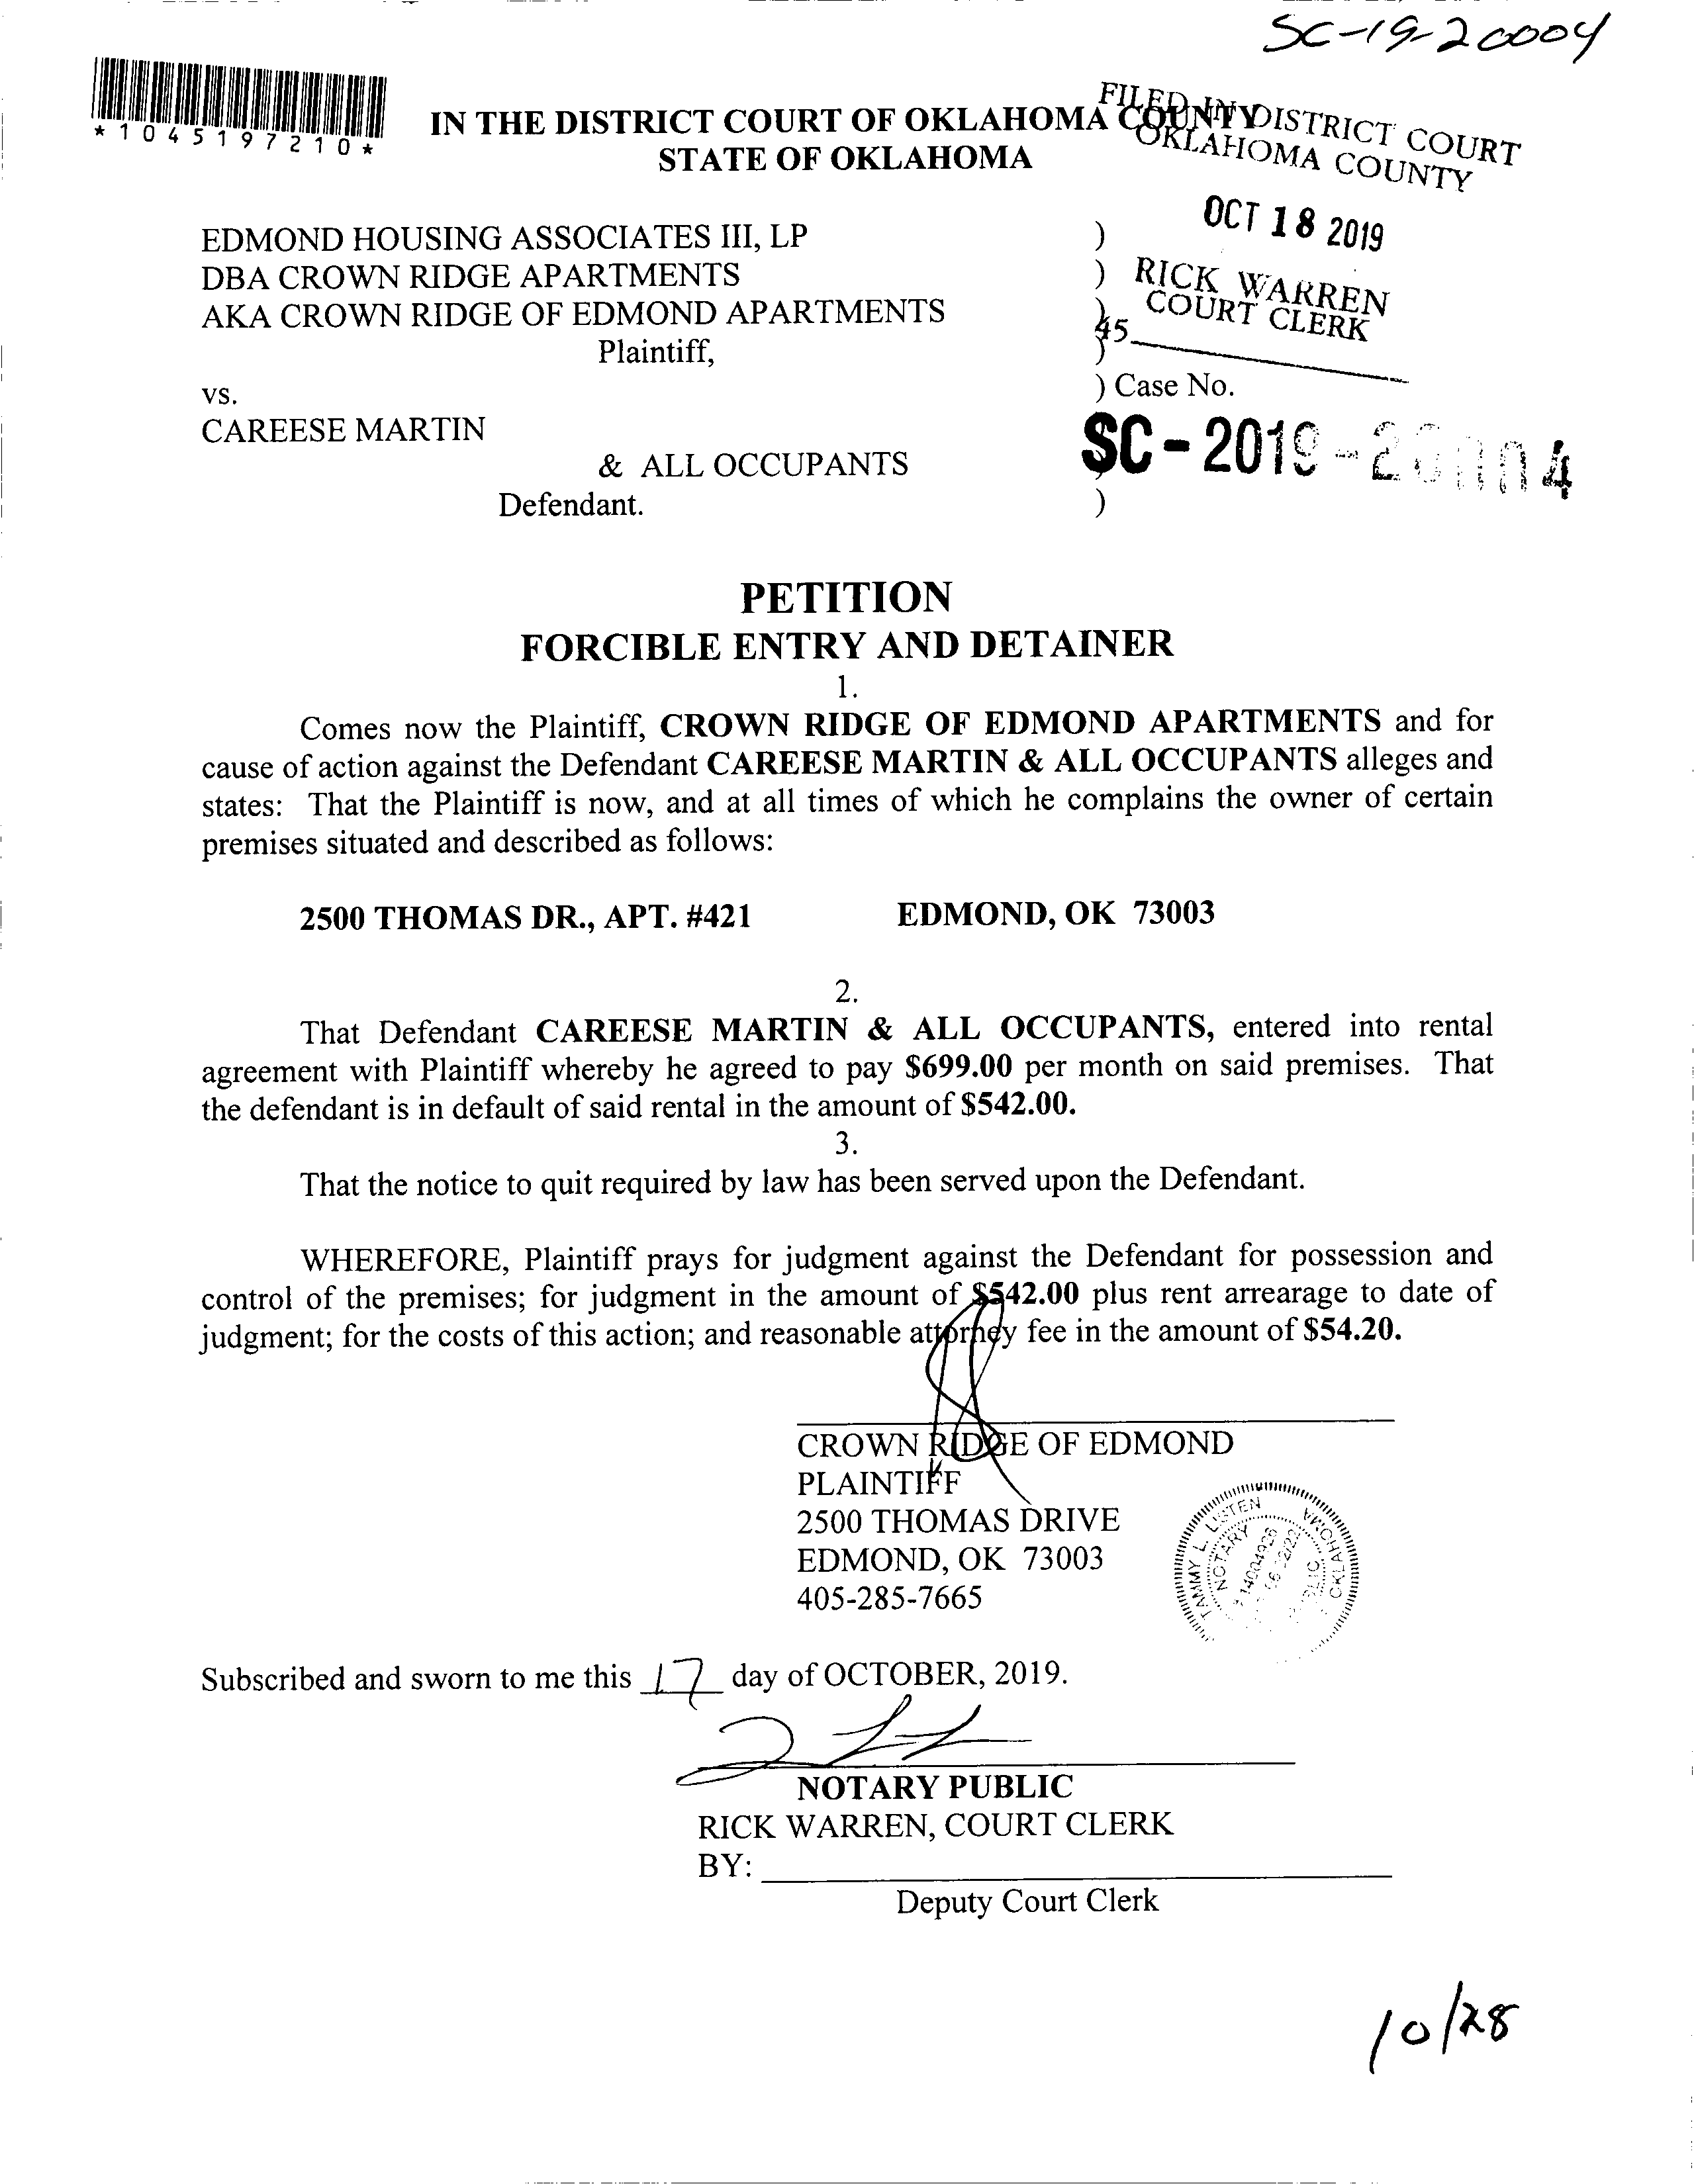 SC-19-20004
*1045197210*
IN THE DISTRICT COURT OF OKLAHOMA COUNTY
STATE OF OKLAHOMA
FILED IN DISTRICT COURT
OKLAHOMA COUNTY
OCT 18 2019
RICK WARREN
COURT CLERK
45
EDMOND HOUSING ASSOCIATES III, LP )
DBA CROWN RIDGE APARTMENTS )
AKA CROWN RIDGE OF EDMOND APARTMENTS )
Plaintiff, )
vs. ) Case No.
CAREESE MARTIN
SC-2019-20004
& ALL OCCUPANTS )
Defendant. )
PETITION
FORCIBLE ENTRY AND DETAINER
1.
Comes now the Plaintiff, CROWN RIDGE OF EDMOND APARTMENTS and for
cause of action against the Defendant CAREESE MARTIN & ALL OCCUPANTS alleges and
states: That the Plaintiff is now, and at all times of which he complains the owner of certain
premises situated and described as follows:
2500 THOMAS DR., APT. #421 EDMOND, OK 73003
2.
That Defendant CAREESE MARTIN & ALL OCCUPANTS, entered into rental
agreement with Plaintiff whereby he agreed to pay $699.00 per month on said premises. That
the defendant is in default of said rental in the amount of $542.00.
3.
That the notice to quit required by law has been served upon the Defendant.
WHEREFORE, Plaintiff prays for judgment against the Defendant for possession and
control of the premises; for judgment in the amount of $542.00 plus rent arrearage to date of
judgment; for the costs of this action; and reasonable attorney fee in the amount of $54.20.
CROWN RIDGE OF EDMOND
PLAINTIFF
2500 THOMAS DRIVE
EDMOND, OK 73003
405-285-7665
TAMMY L. LISTEN
OKLAHOMA
NOTARY
14004926
Subscribed and sworn to me this 17 day of OCTOBER, 2019.
NOTARY PUBLIC
RICK WARREN, COURT CLERK
BY:
Deputy Court Clerk
10/28